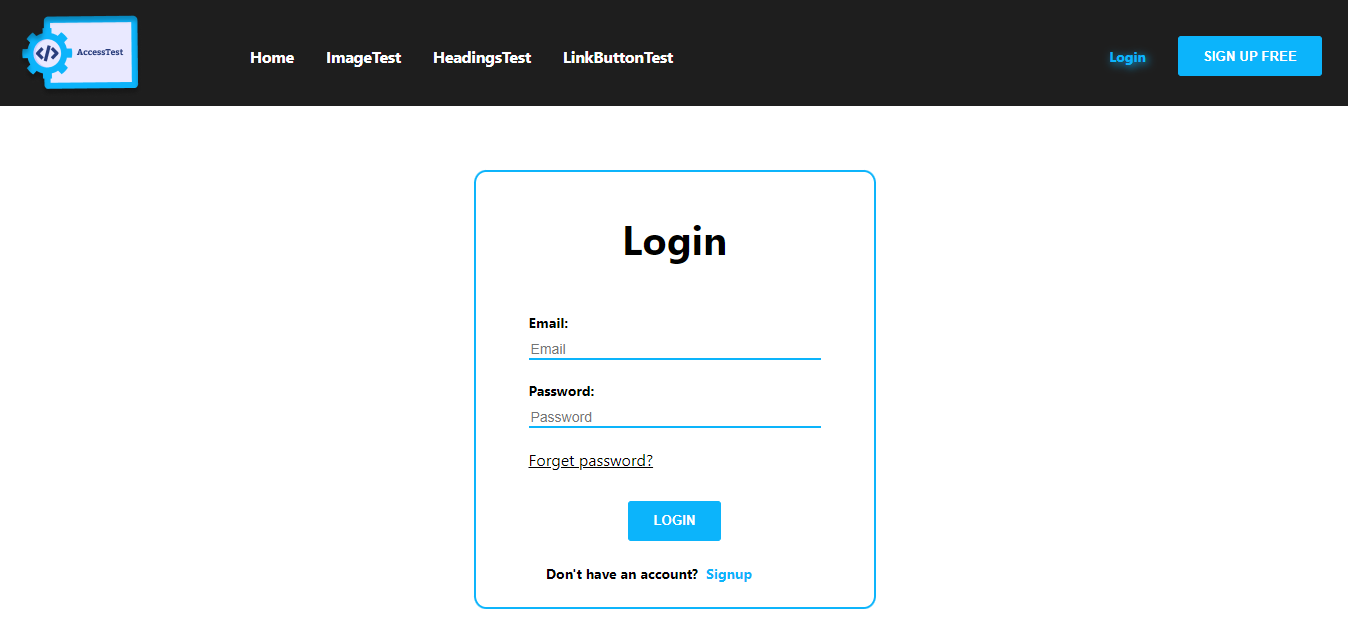 </> AccessTest
Home ImageTest HeadingsTest LinkButtonTest Login SIGN UP FREE
Login
Email:
Email
Password:
Password
Forget password?
LOGIN
Don't have an account? Signup